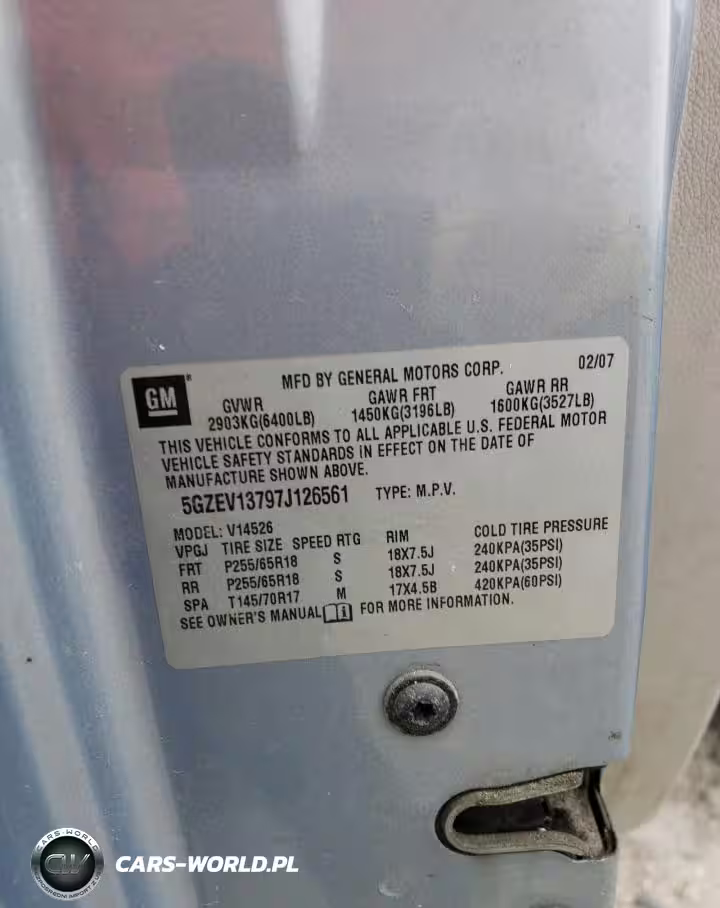 GM
MFD BY GENERAL MOTORS CORP. 02/07
GVWR GAWR FRT GAWR RR
2903KG(6400LB) 1450KG(3196LB) 1600KG(3527LB)
THIS VEHICLE CONFORMS TO ALL APPLICABLE U.S. FEDERAL MOTOR
VEHICLE SAFETY STANDARDS IN EFFECT ON THE DATE OF
MANUFACTURE SHOWN ABOVE.
5GZEV13797J126561 TYPE: M.P.V.
MODEL: V14526
VPGJ TIRE SIZE SPEED RTG RIM COLD TIRE PRESSURE
FRT P255/65R18 S 18X7.5J 240KPA(35PSI)
RR P255/65R18 S 18X7.5J 240KPA(35PSI)
SPA T145/70R17 M 17X4.5B 420KPA(60PSI)
SEE OWNER'S MANUAL FOR MORE INFORMATION.
CARS-WORLD
CW
CARS-WORLD.PL